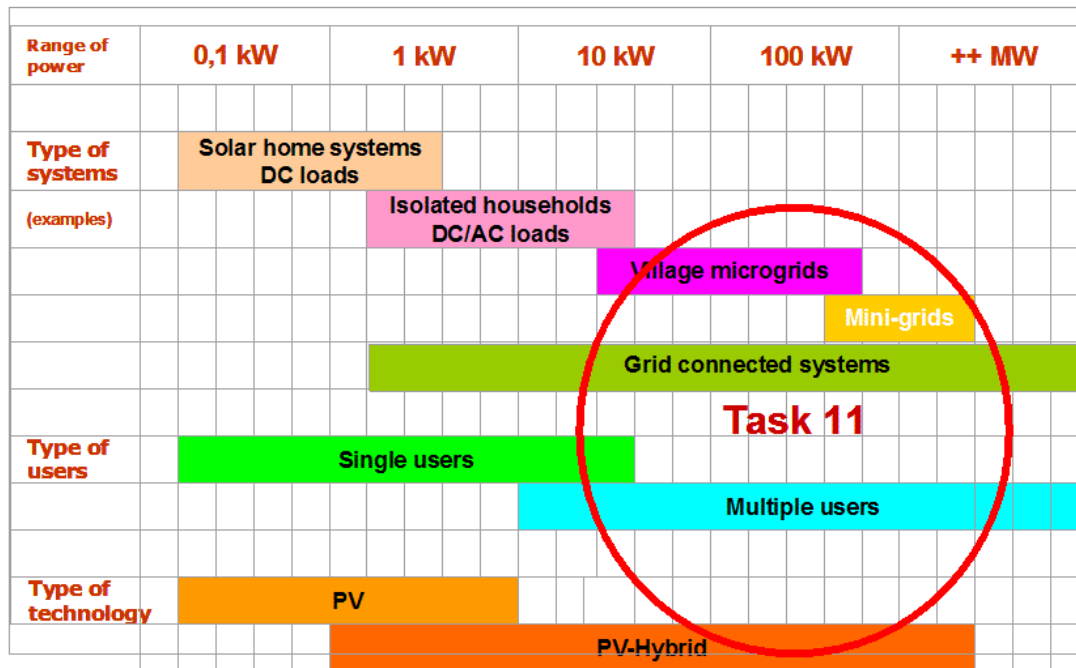 Range of
power
0,1 kW
1 kW
10 kW
100 kW
++ MW
Type of
systems
Solar home systems
DC loads
(examples)
Isolated households
DC/AC loads
Village microgrids
Mini-grids
Grid connected systems
Task 11
Type of
users
Single users
Multiple users
Type of
technology
PV
PV-Hybrid